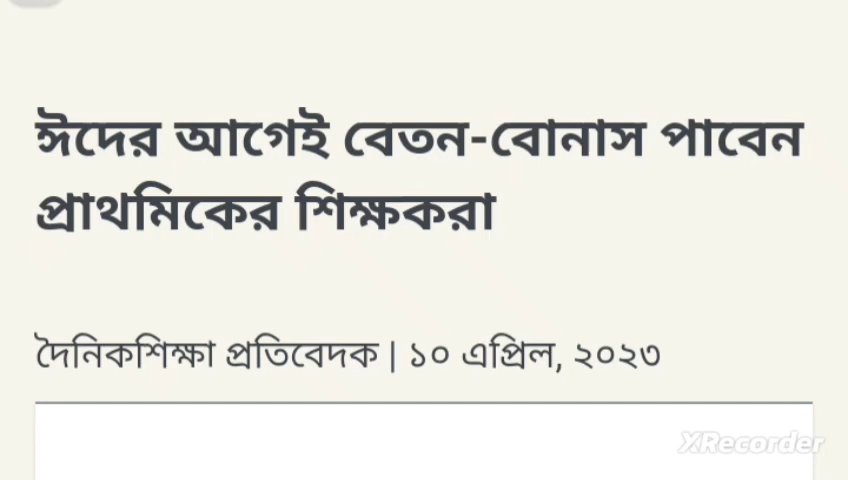 ঈদের আগেই বেতন-বোনাস পাবেন
প্রাথমিকের শিক্ষকরা
দৈনিকশিক্ষা প্রতিবেদক | ১০ এপ্রিল, ২০২৩
XRecorder